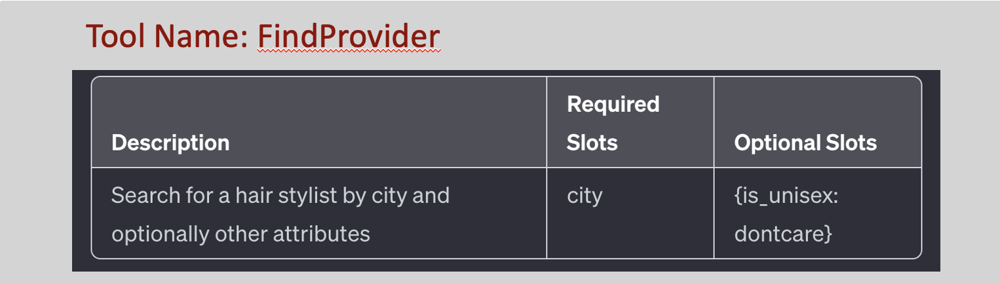 Tool Name: FindProvider
Required
Slots
Description
Optional Slots
Search for a hair stylist by city and
optionally other attributes
city
{is_unisex:
dontcare}